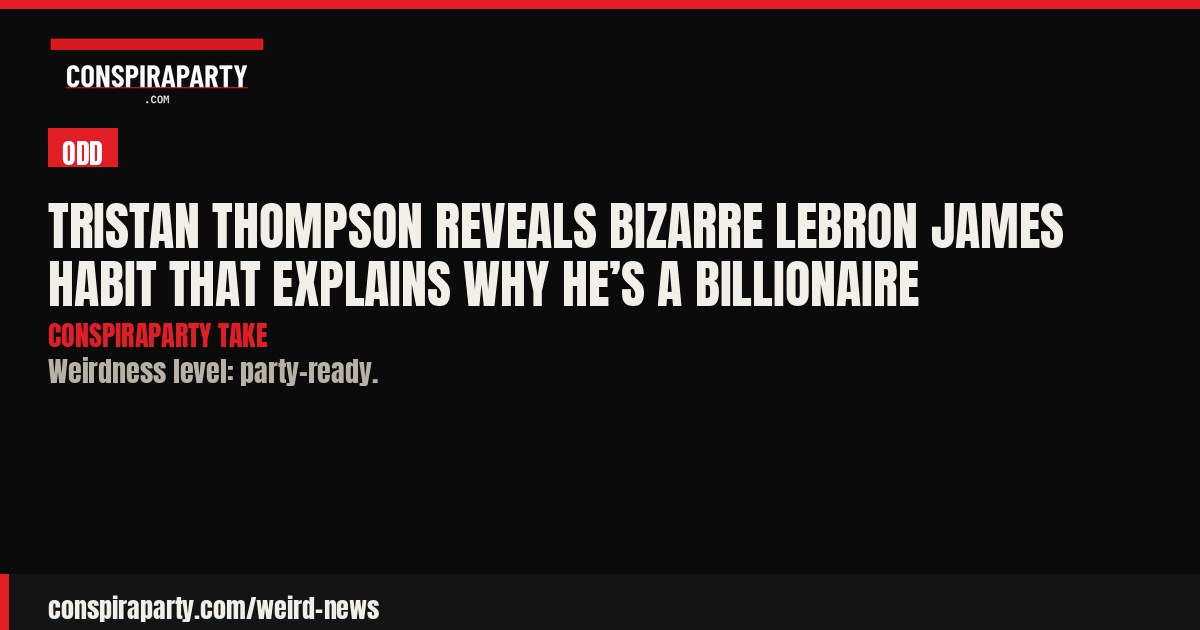 CONSPIRAPARTY
.COM
ODD
TRISTAN THOMPSON REVEALS BIZARRE LEBRON JAMES
HABIT THAT EXPLAINS WHY HE’S A BILLIONAIRE
CONSPIRAPARTY TAKE
Weirdness level: party-ready.
conspiraparty.com/weird-news